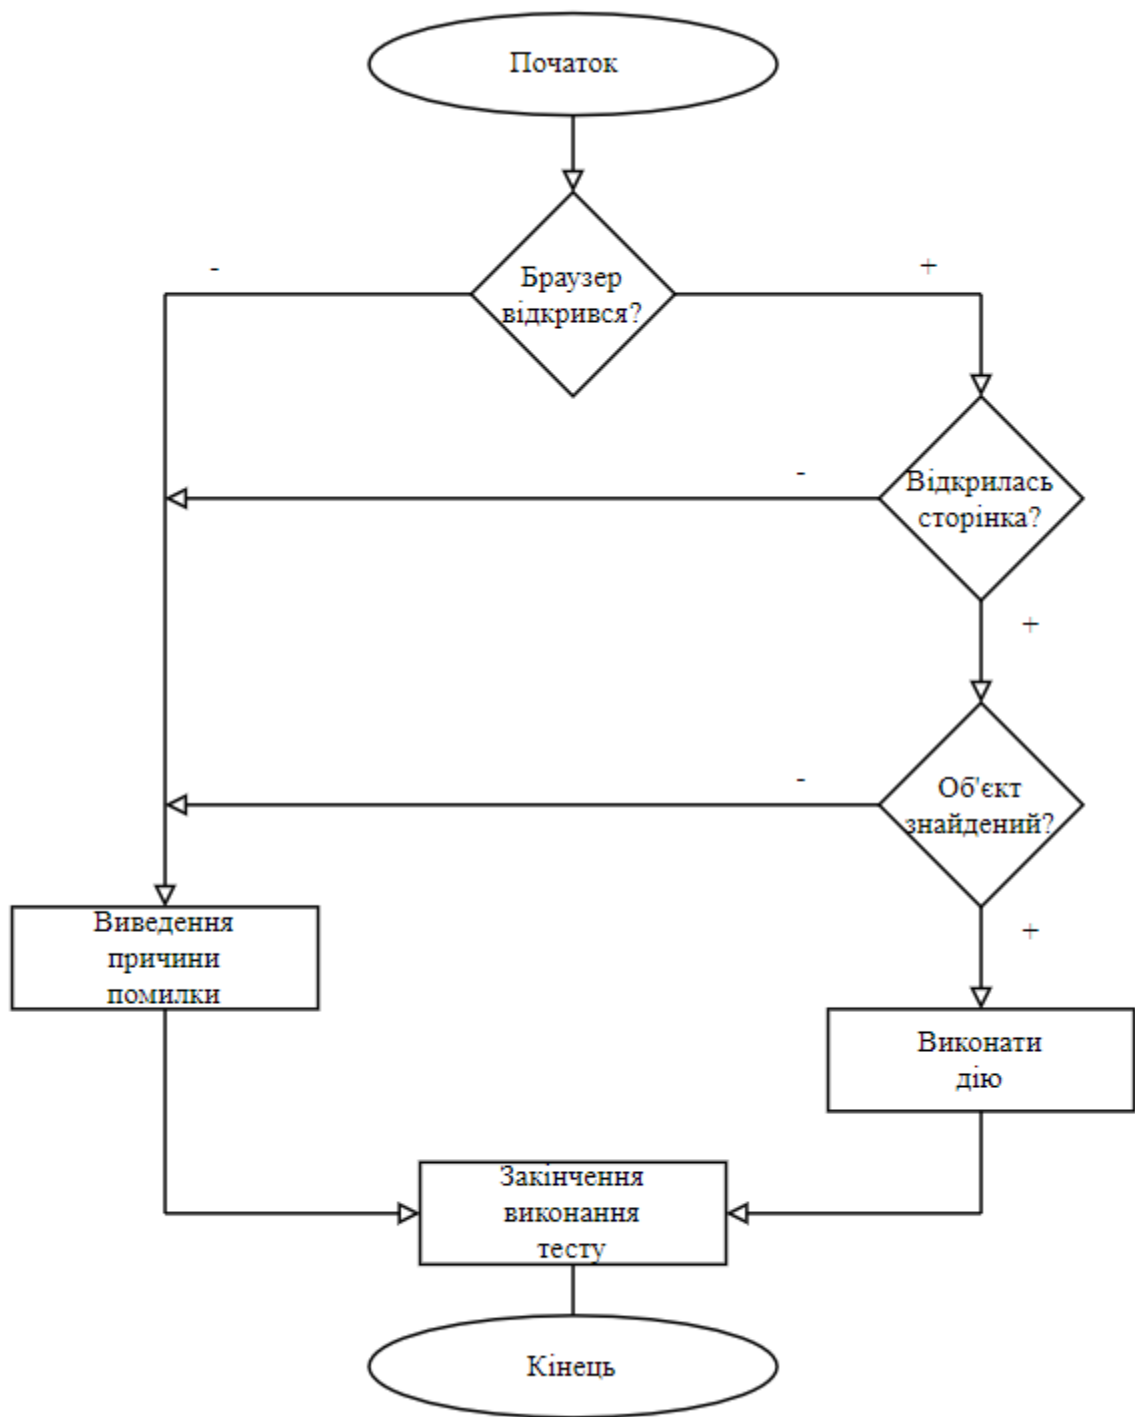 Початок
-
+
Браузер
відкрився?
-
Відкрилась
сторінка?
+
-
Об'єкт
знайдений?
Виведення
причини
помилки
+
Виконати
дію
Закінчення
виконання
тесту
Кінець